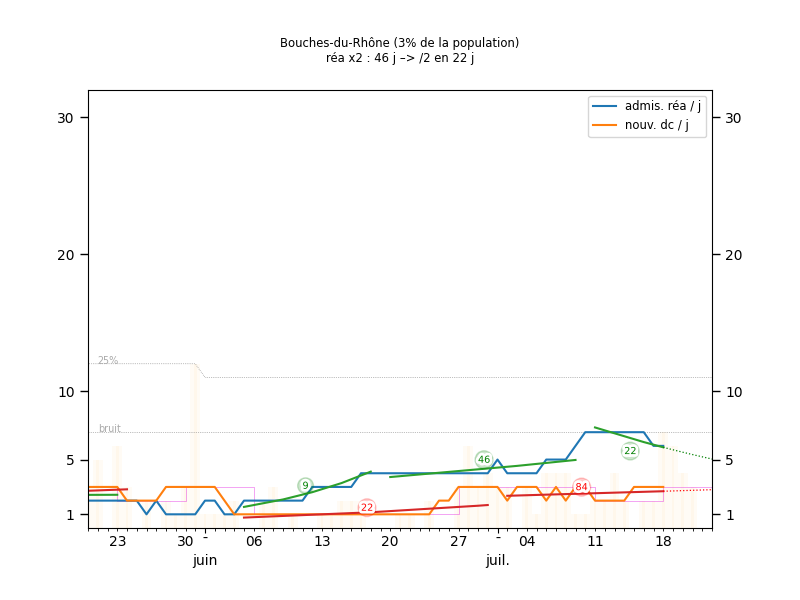 Bouches-du-Rhône (3% de la population)
réa x2 : 46 j –> /2 en 22 j
admis. réa / j
nouv. dc / j
30 30
20 20
25%
10 10
bruit
46
22
5 5
9
84
22
1 1
23 30 - 06 13 20 27 - 04 11 18
juin juil.